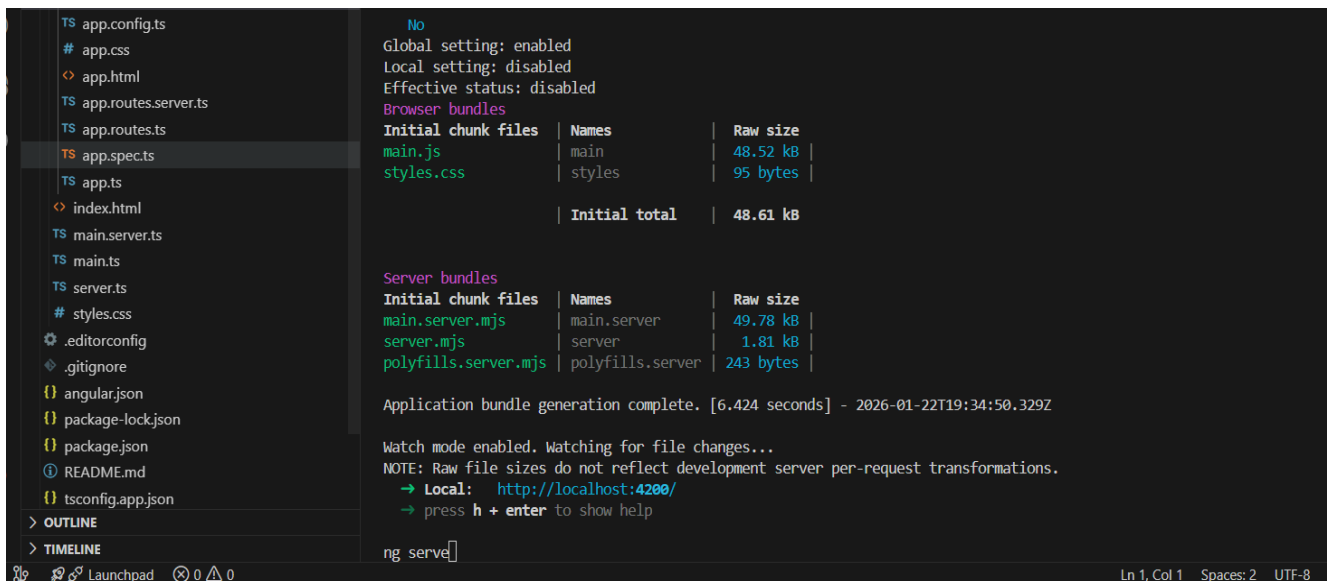 TS app.config.ts
# app.css
<> app.html
TS app.routes.server.ts
TS app.routes.ts
TS app.spec.ts
TS app.ts
<> index.html
TS main.server.ts
TS main.ts
TS server.ts
# styles.css
.editorconfig
.gitignore
{} angular.json
{} package-lock.json
{} package.json
README.md
{} tsconfig.app.json
> OUTLINE
> TIMELINE
No
Global setting: enabled
Local setting: disabled
Effective status: disabled
Browser bundles
Initial chunk files | Names | Raw size
main.js | main | 48.52 kB |
styles.css | styles | 95 bytes |
| Initial total | 48.61 kB
Server bundles
Initial chunk files | Names | Raw size
main.server.mjs | main.server | 49.78 kB |
server.mjs | server | 1.81 kB |
polyfills.server.mjs | polyfills.server | 243 bytes |
Application bundle generation complete. [6.424 seconds] - 2026-01-22T19:34:50.329Z
Watch mode enabled. Watching for file changes...
NOTE: Raw file sizes do not reflect development server per-request transformations.
→ Local: http://localhost:4200/
→ press h + enter to show help
ng serve
Launchpad 0 0 Ln 1, Col 1 Spaces: 2 UTF-8